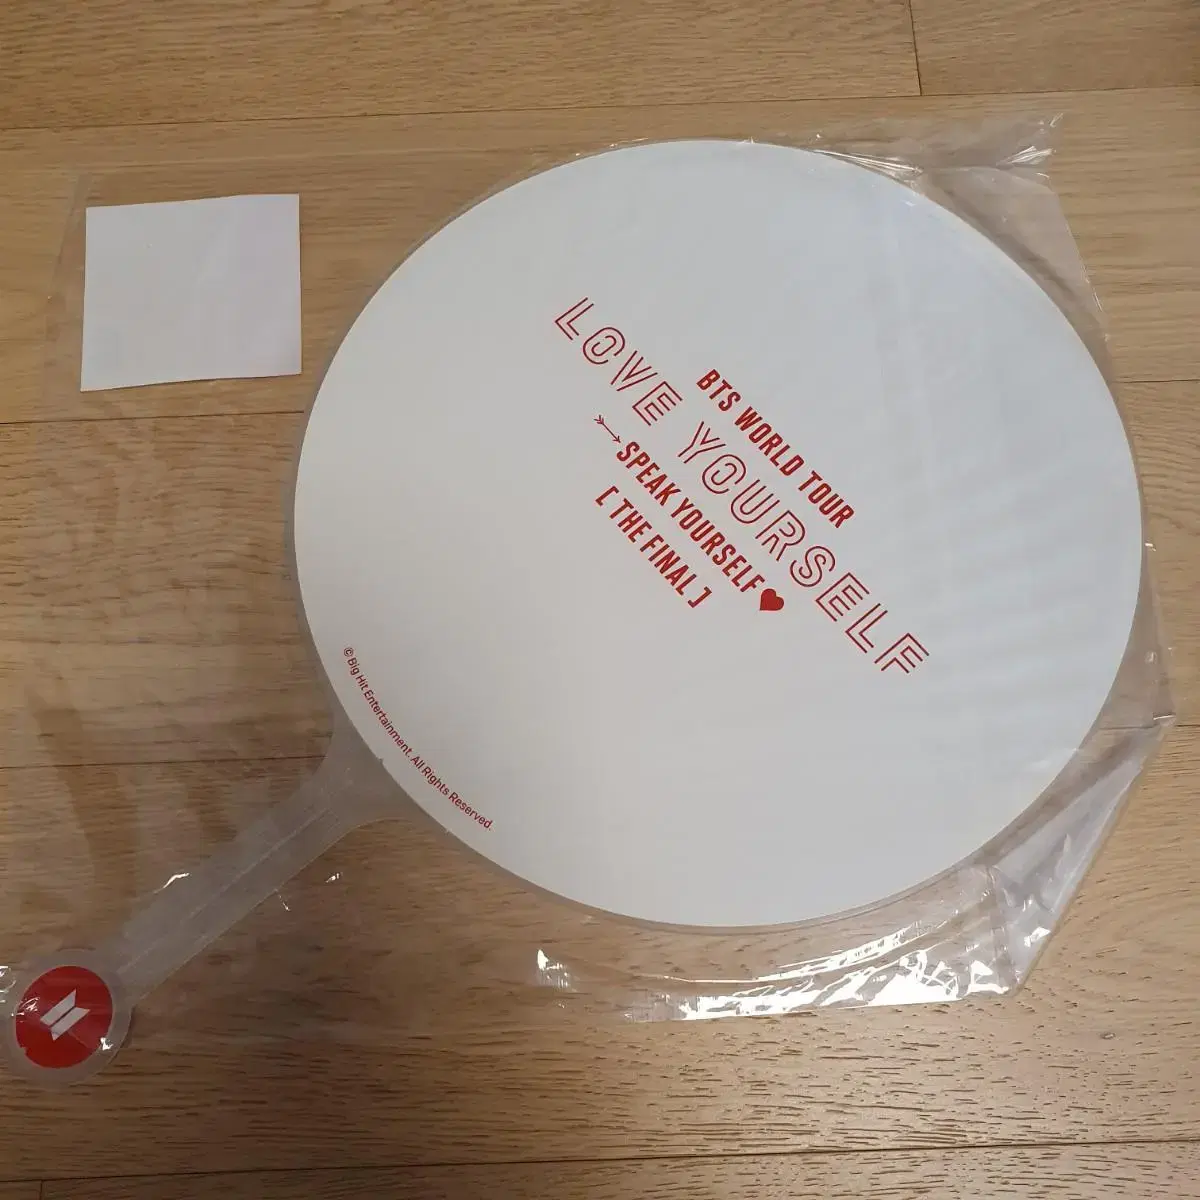 BTS WORLD TOUR
LOVE YOURSELF
SPEAK YOURSELF
[ THE FINAL ]
© Big Hit Entertainment. All Rights Reserved.